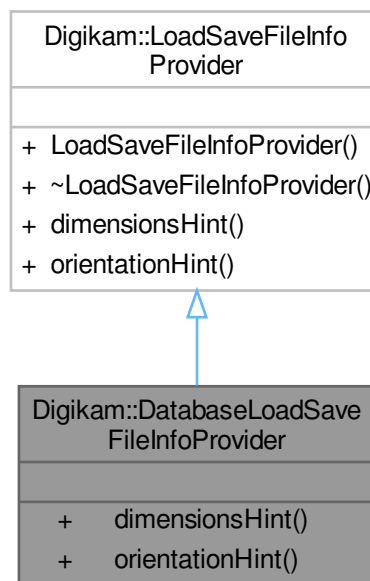 Digikam::LoadSaveFileInfo
Provider
+ LoadSaveFileInfoProvider()
+ ~LoadSaveFileInfoProvider()
+ dimensionsHint()
+ orientationHint()
Digikam::DatabaseLoadSave
FileInfoProvider
+ dimensionsHint()
+ orientationHint()